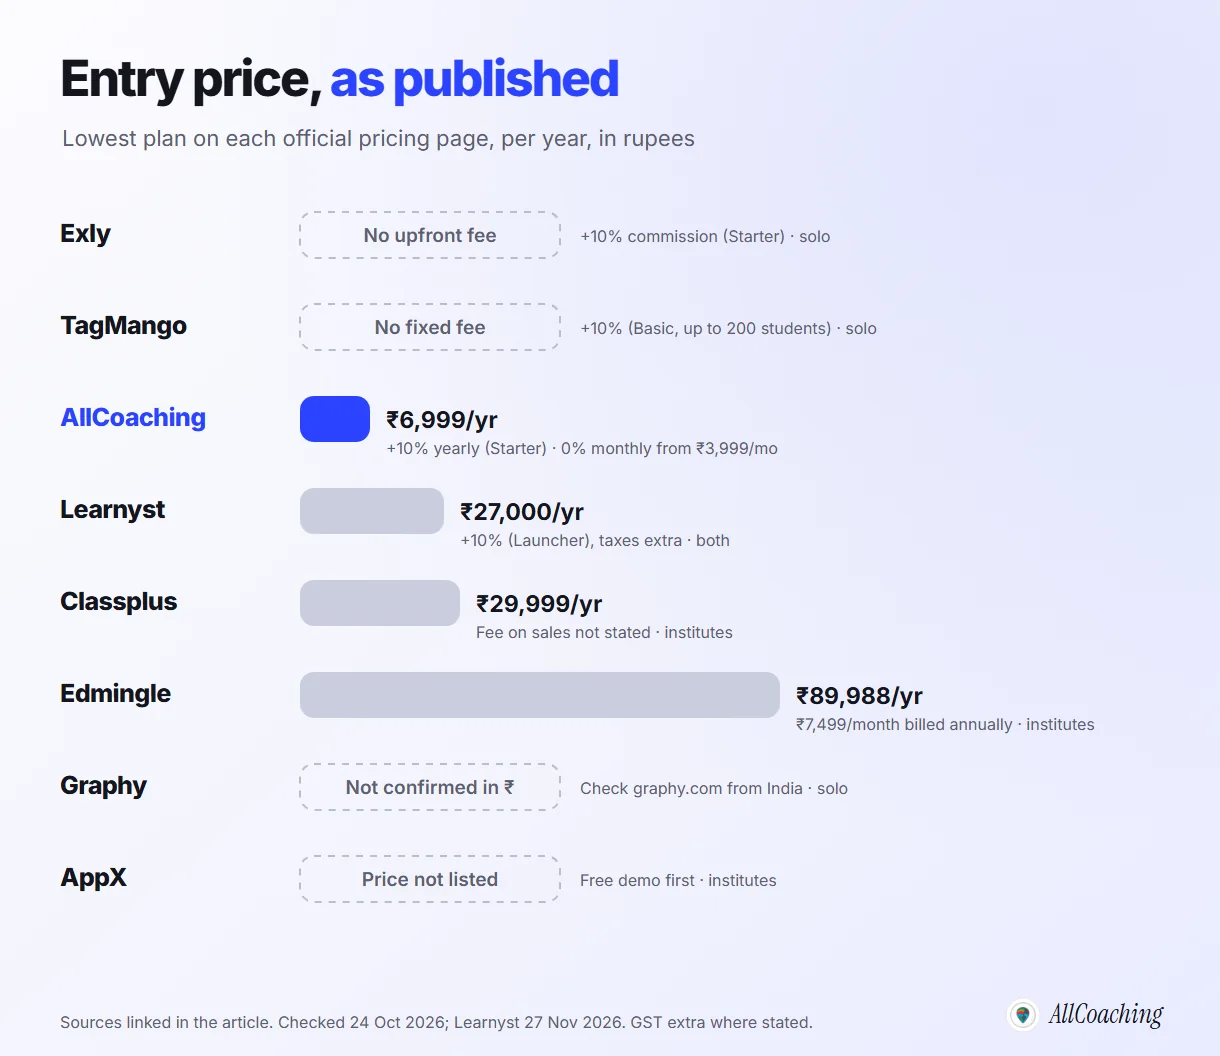 Entry price, as published
Lowest plan on each official pricing page, per year, in rupees
Exly
No upfront fee
+10% commission (Starter) · solo
TagMango
No fixed fee
+10% (Basic, up to 200 students) · solo
AllCoaching
₹6,999/yr
+10% yearly (Starter) · 0% monthly from ₹3,999/mo
Learnyst
₹27,000/yr
+10% (Launcher), taxes extra · both
Classplus
₹29,999/yr
Fee on sales not stated · institutes
Edmingle
₹89,988/yr
₹7,499/month billed annually · institutes
Graphy
Not confirmed in ₹
Check graphy.com from India · solo
AppX
Price not listed
Free demo first · institutes
Sources linked in the article. Checked 24 Oct 2026; Learnyst 27 Nov 2026. GST extra where stated.
AllCoaching